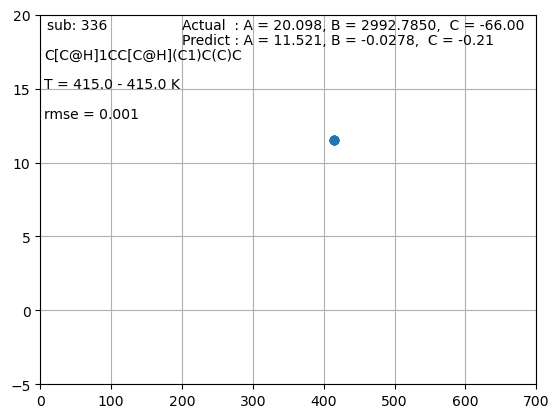 sub: 336
Actual  : A = 20.098, B = 2992.7850,  C = -66.00
Predict : A = 11.521, B = -0.0278,  C = -0.21
C[C@H]1CC[C@H](C1)C(C)C
T = 415.0 - 415.0 K
rmse = 0.001
20
15
10
5
0
−5
0 100 200 300 400 500 600 700